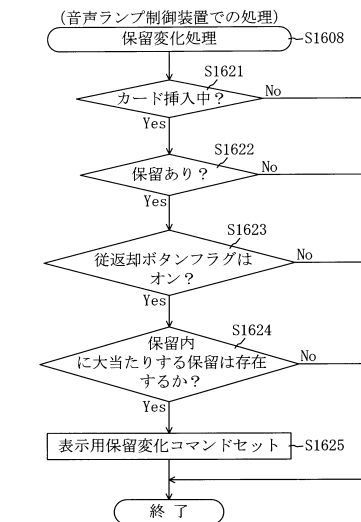 (音声ランプ制御装置での処理)
保留変化処理
S1608
S1621
カード挿入中？
No
Yes
S1622
保留あり？
No
Yes
S1623
従返却ボタンフラグは
オン？
No
Yes
S1624
保留内
に大当たりする保留は存在
するか？
No
Yes
表示用保留変化コマンドセット
S1625
終了